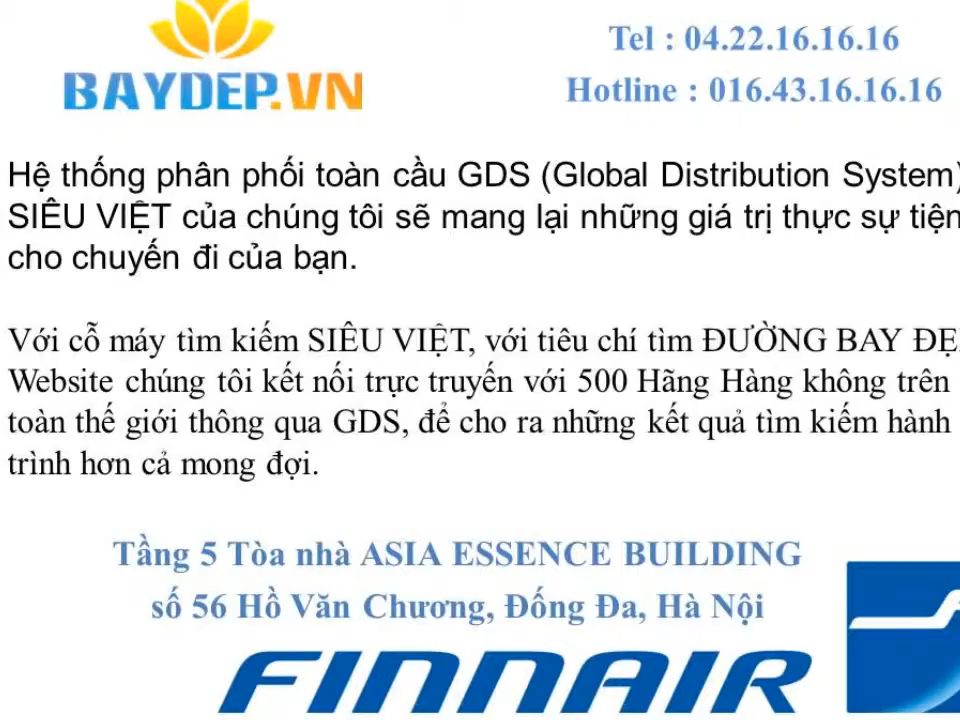 BAYDEP.VN
Tel : 04.22.16.16.16
Hotline : 016.43.16.16.16
Hệ thống phân phối toàn cầu GDS (Global Distribution System)
SIÊU VIỆT của chúng tôi sẽ mang lại những giá trị thực sự tiện
cho chuyến đi của bạn.
Với cỗ máy tìm kiếm SIÊU VIỆT, với tiêu chí tìm ĐƯỜNG BAY
Website chúng tôi kết nối trực truyến với 500 Hãng Hàng không trên
toàn thế giới thông qua GDS, để cho ra những kết quả tìm kiếm hành
trình hơn cả mong đợi.
Tầng 5 Tòa nhà ASIA ESSENCE BUILDING
số 56 Hồ Văn Chương, Đống Đa, Hà Nội
FINNAIR